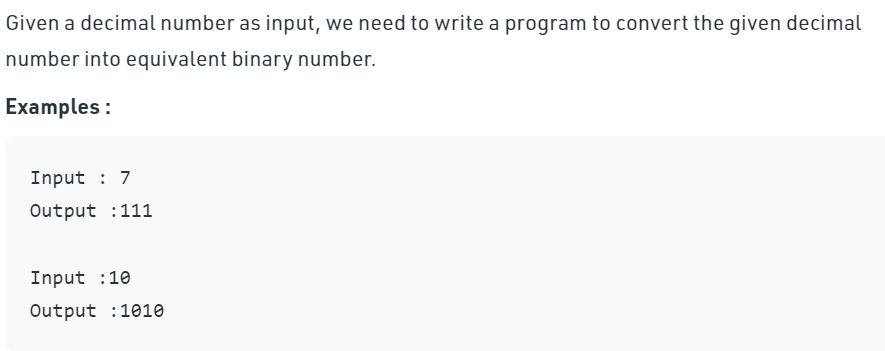 Given a decimal number as input, we need to write a program to convert the given decimal
number into equivalent binary number.
Examples :
Input : 7
Output :111
Input :10
Output :1010